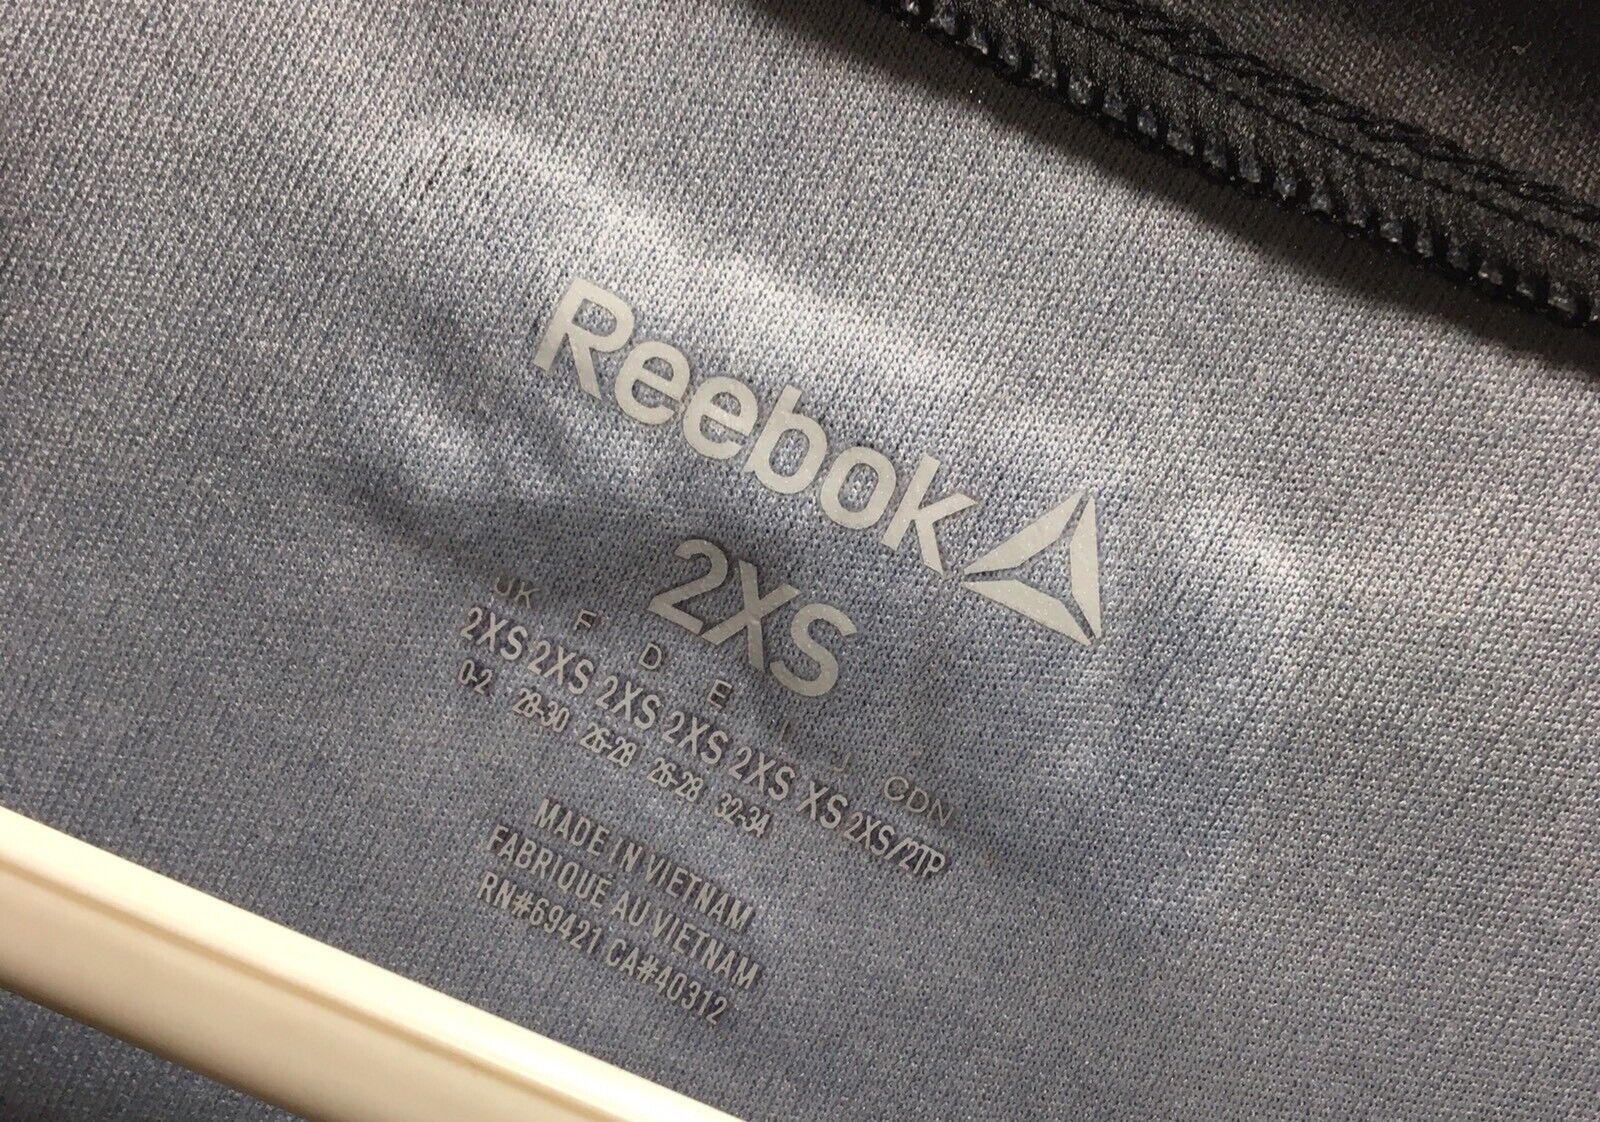 Reebok
2XS
UK F D E I J CDN
2XS 2XS 2XS 2XS 2XS XS 2XS/2TP
0-2 28-30 26-28 26-28 32-34
MADE IN VIETNAM
FABRIQUÉ AU VIETNAM
RN#69421 CA#40312